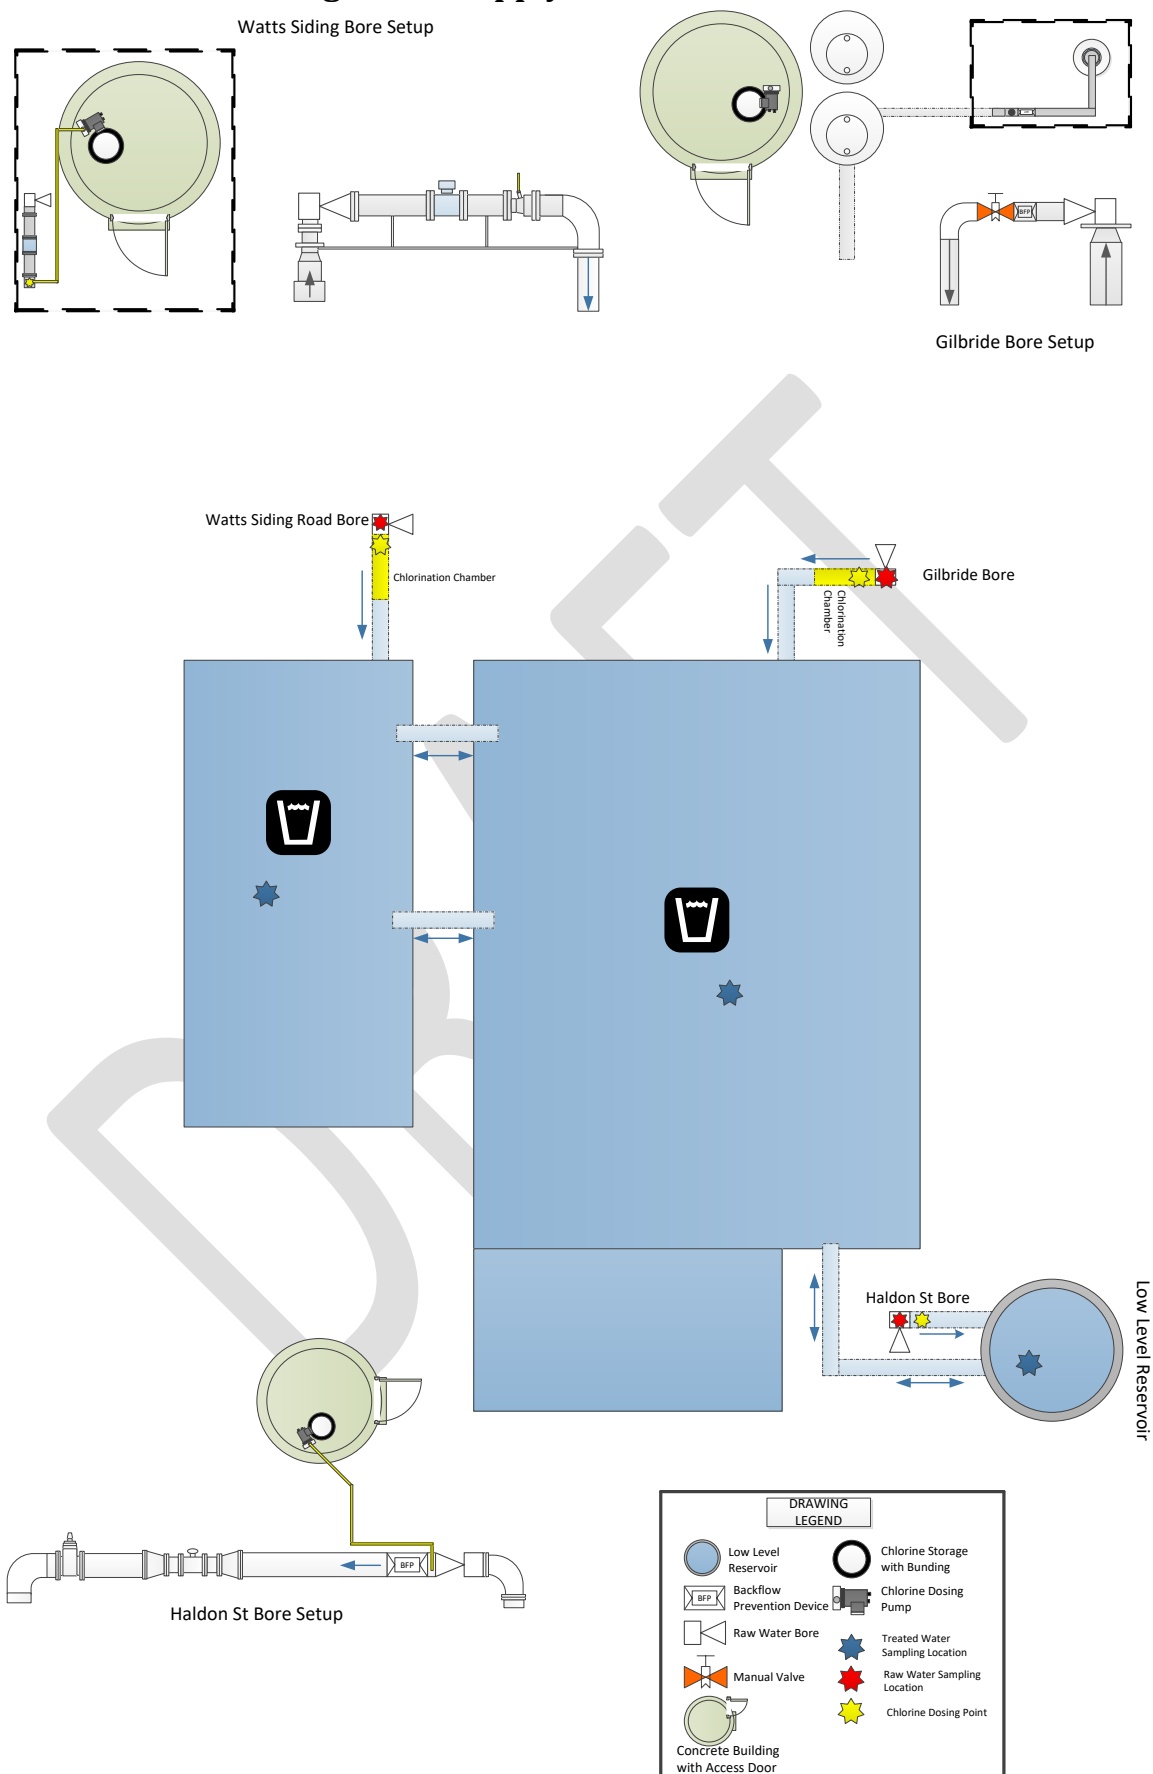 Watts Siding Bore Setup
BFP
Gilbride Bore Setup
DRAFT
Watts Siding Road Bore
Chlorination Chamber
Gilbride Bore
Chlorination
Chamber
Haldon St Bore
Low Level Reservoir
BFP
Haldon St Bore Setup
DRAWING
LEGEND
Low Level
Reservoir
Chlorine Storage
with Bunding
BFP
Backflow
Prevention Device
Chlorine Dosing
Pump
Raw Water Bore
Treated Water
Sampling Location
Manual Valve
Raw Water Sampling
Location
Chlorine Dosing Point
Concrete Building
with Access Door